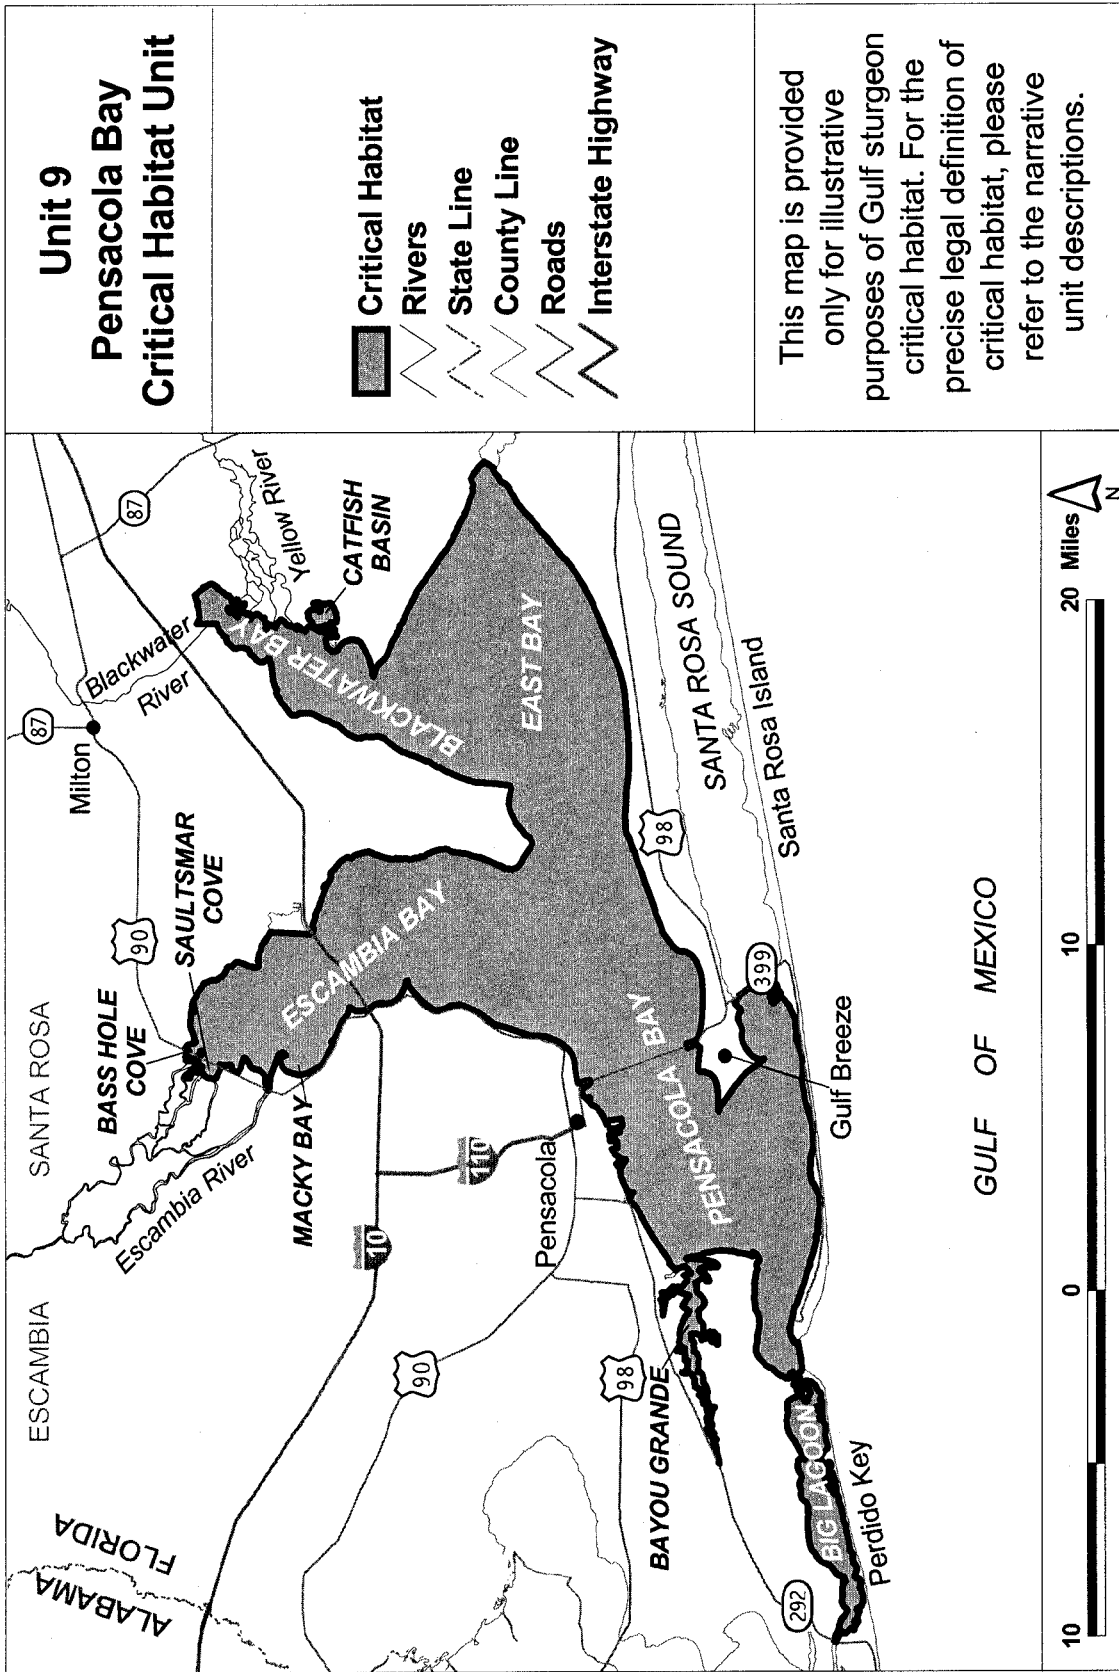 Unit 9
Pensacola Bay
Critical Habitat Unit
Critical Habitat
Rivers
State Line
County Line
Roads
Interstate Highway
This map is provided
only for illustrative
purposes of Gulf sturgeon
critical habitat. For the
precise legal definition of
critical habitat, please
refer to the narrative
unit descriptions.
ESCAMBIA
SANTA ROSA
FLORIDA
ALABAMA
BASS HOLE
COVE
SAULTSMAR
COVE
90
87
Milton
Blackwater
River
87
Yellow River
CATFISH
BASIN
Escambia River
MACKY BAY
ESCAMBIA BAY
BLACKWATER BAY
EAST BAY
10
110
90
Pensacola
98
98
BAYOU GRANDE
PENSACOLA BAY
SANTA ROSA SOUND
Santa Rosa Island
399
Gulf Breeze
292
BIG LAGOON
Perdido Key
GULF OF MEXICO
10
0
10
20
Miles
N